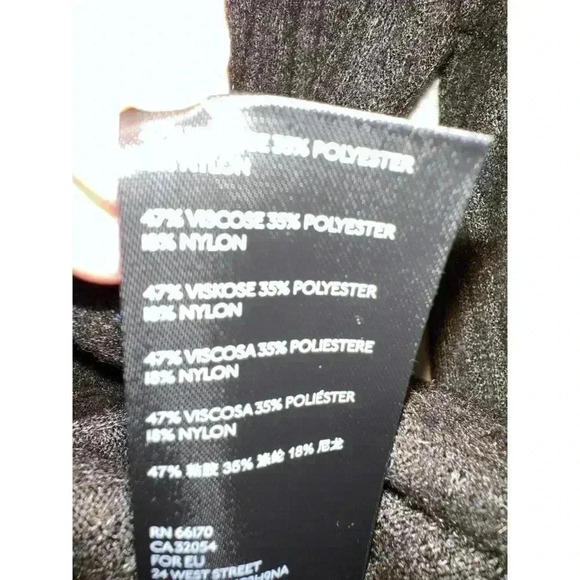 35% POLYESTER
NYLON
47% VISCOSE 35% POLYESTER
18% NYLON
47% VISKOSE 35% POLYESTER
18% NYLON
47% VISCOSA 35% POLIESTERE
18% NYLON
47% VISCOSA 35% POLIÉSTER
18% NYLON
47% 黏胶 35% 涤纶 18% 尼龙
RN 66170
CA 32054
FOR EU
24 WEST STREET